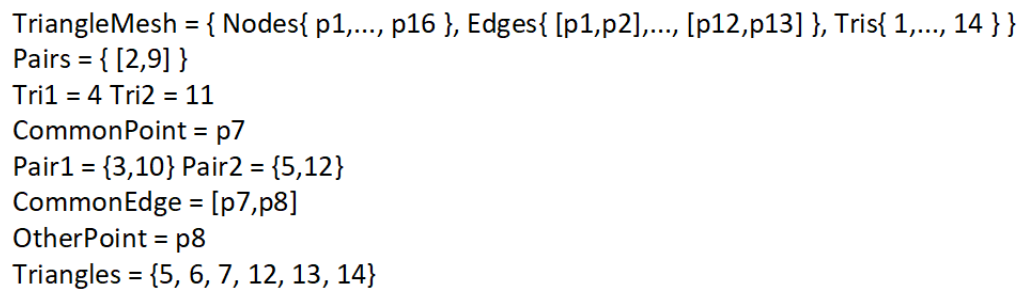 TriangleMesh = { Nodes{ p1,..., p16 }, Edges{ [p1,p2],..., [p12,p13] }, Tris{ 1,..., 14 } }
Pairs = { [2,9] }
Tri1 = 4 Tri2 = 11
CommonPoint = p7
Pair1 = {3,10} Pair2 = {5,12}
CommonEdge = [p7,p8]
OtherPoint = p8
Triangles = {5, 6, 7, 12, 13, 14}